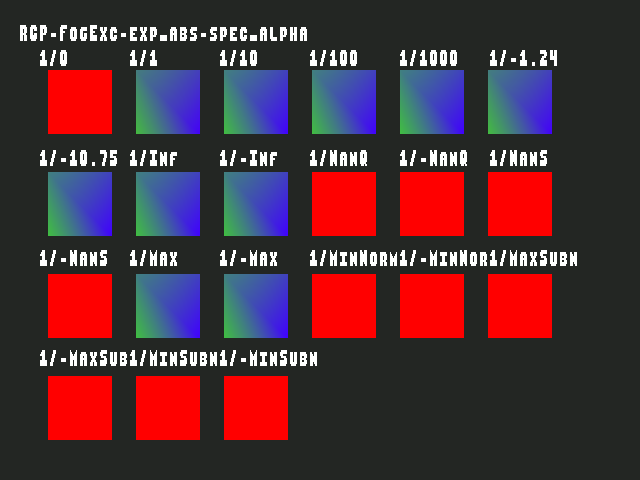 RCP-FogExc-exp_abs-spec_alpha
1/0 1/1 1/10 1/100 1/1000 1/-1.24
1/-10.75 1/Inf 1/-Inf 1/NanQ 1/-NanQ 1/NanS
1/-NanS 1/Max 1/-Max 1/MinNorm1/-MinNor1/MaxSubn
1/-MaxSub1/MinSubn1/-MinSubn